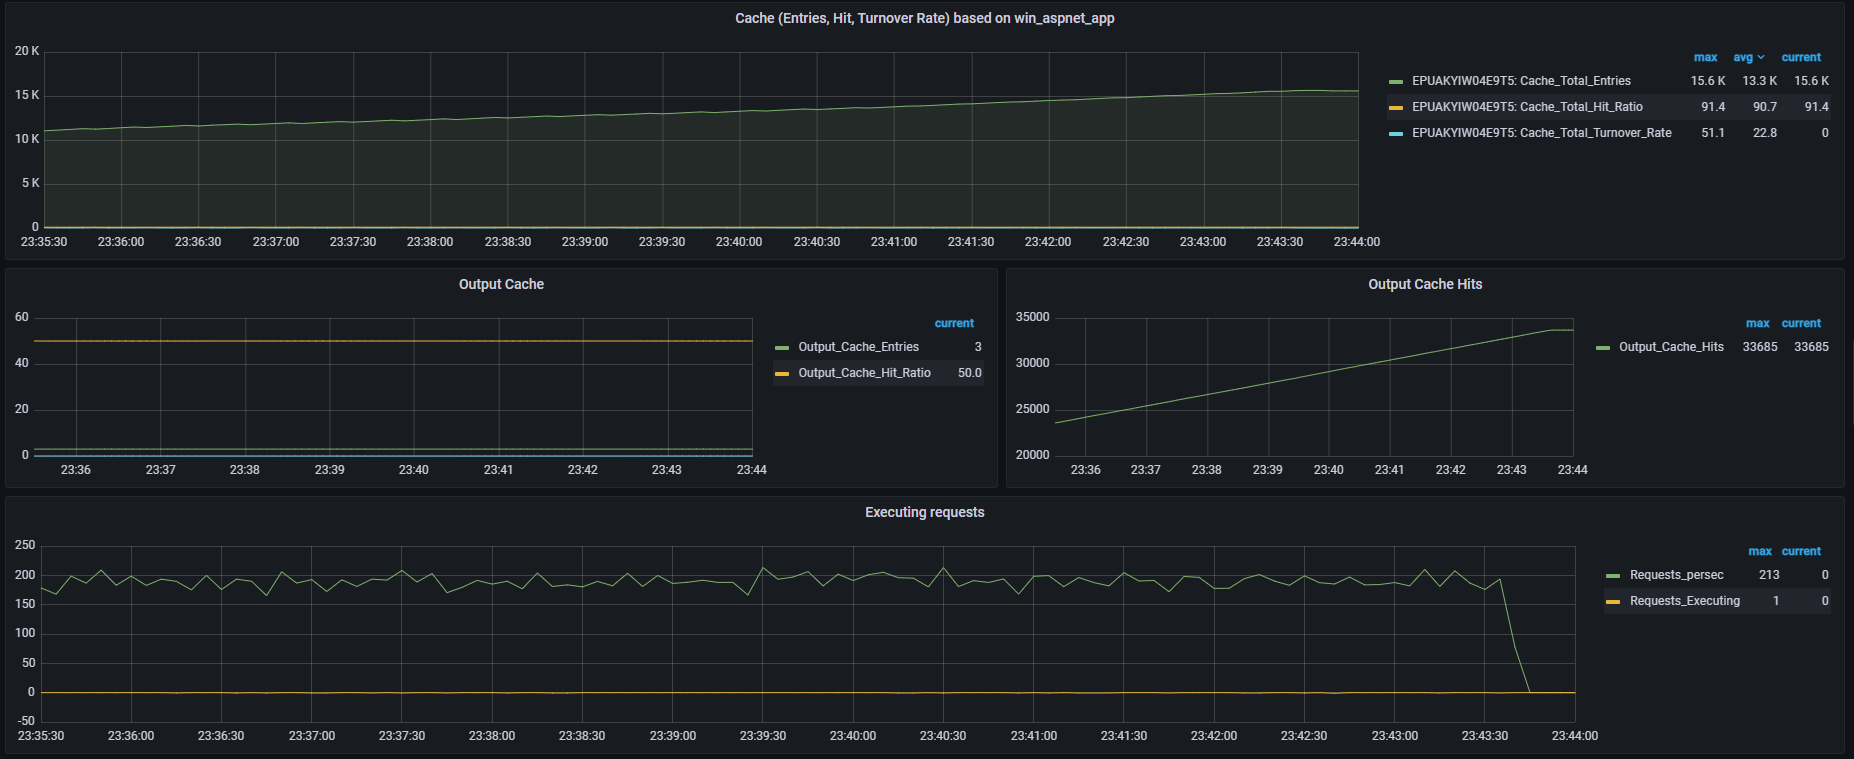 Cache (Entries, Hit, Turnover Rate) based on win_aspnet_app
20 K
15 K
10 K
5 K
0
23:35:30 23:36:00 23:36:30 23:37:00 23:37:30 23:38:00 23:38:30 23:39:00 23:39:30 23:40:00 23:40:30 23:41:00 23:41:30 23:42:00 23:42:30 23:43:00 23:43:30 23:44:00
max avg current
EPUAKYIW04E9T5: Cache_Total_Entries 15.6 K 13.3 K 15.6 K
EPUAKYIW04E9T5: Cache_Total_Hit_Ratio 91.4 90.7 91.4
EPUAKYIW04E9T5: Cache_Total_Turnover_Rate 51.1 22.8 0
Output Cache
60
40
20
0
23:36 23:37 23:38 23:39 23:40 23:41 23:42 23:43 23:44
current
Output_Cache_Entries 3
Output_Cache_Hit_Ratio 50.0
Output Cache Hits
35000
30000
25000
20000
23:36 23:37 23:38 23:39 23:40 23:41 23:42 23:43 23:44
max current
Output_Cache_Hits 33685 33685
Executing requests
250
200
150
100
50
0
-50
23:35:30 23:36:00 23:36:30 23:37:00 23:37:30 23:38:00 23:38:30 23:39:00 23:39:30 23:40:00 23:40:30 23:41:00 23:41:30 23:42:00 23:42:30 23:43:00 23:43:30 23:44:00
max current
Requests_persec 213 0
Requests_Executing 1 0